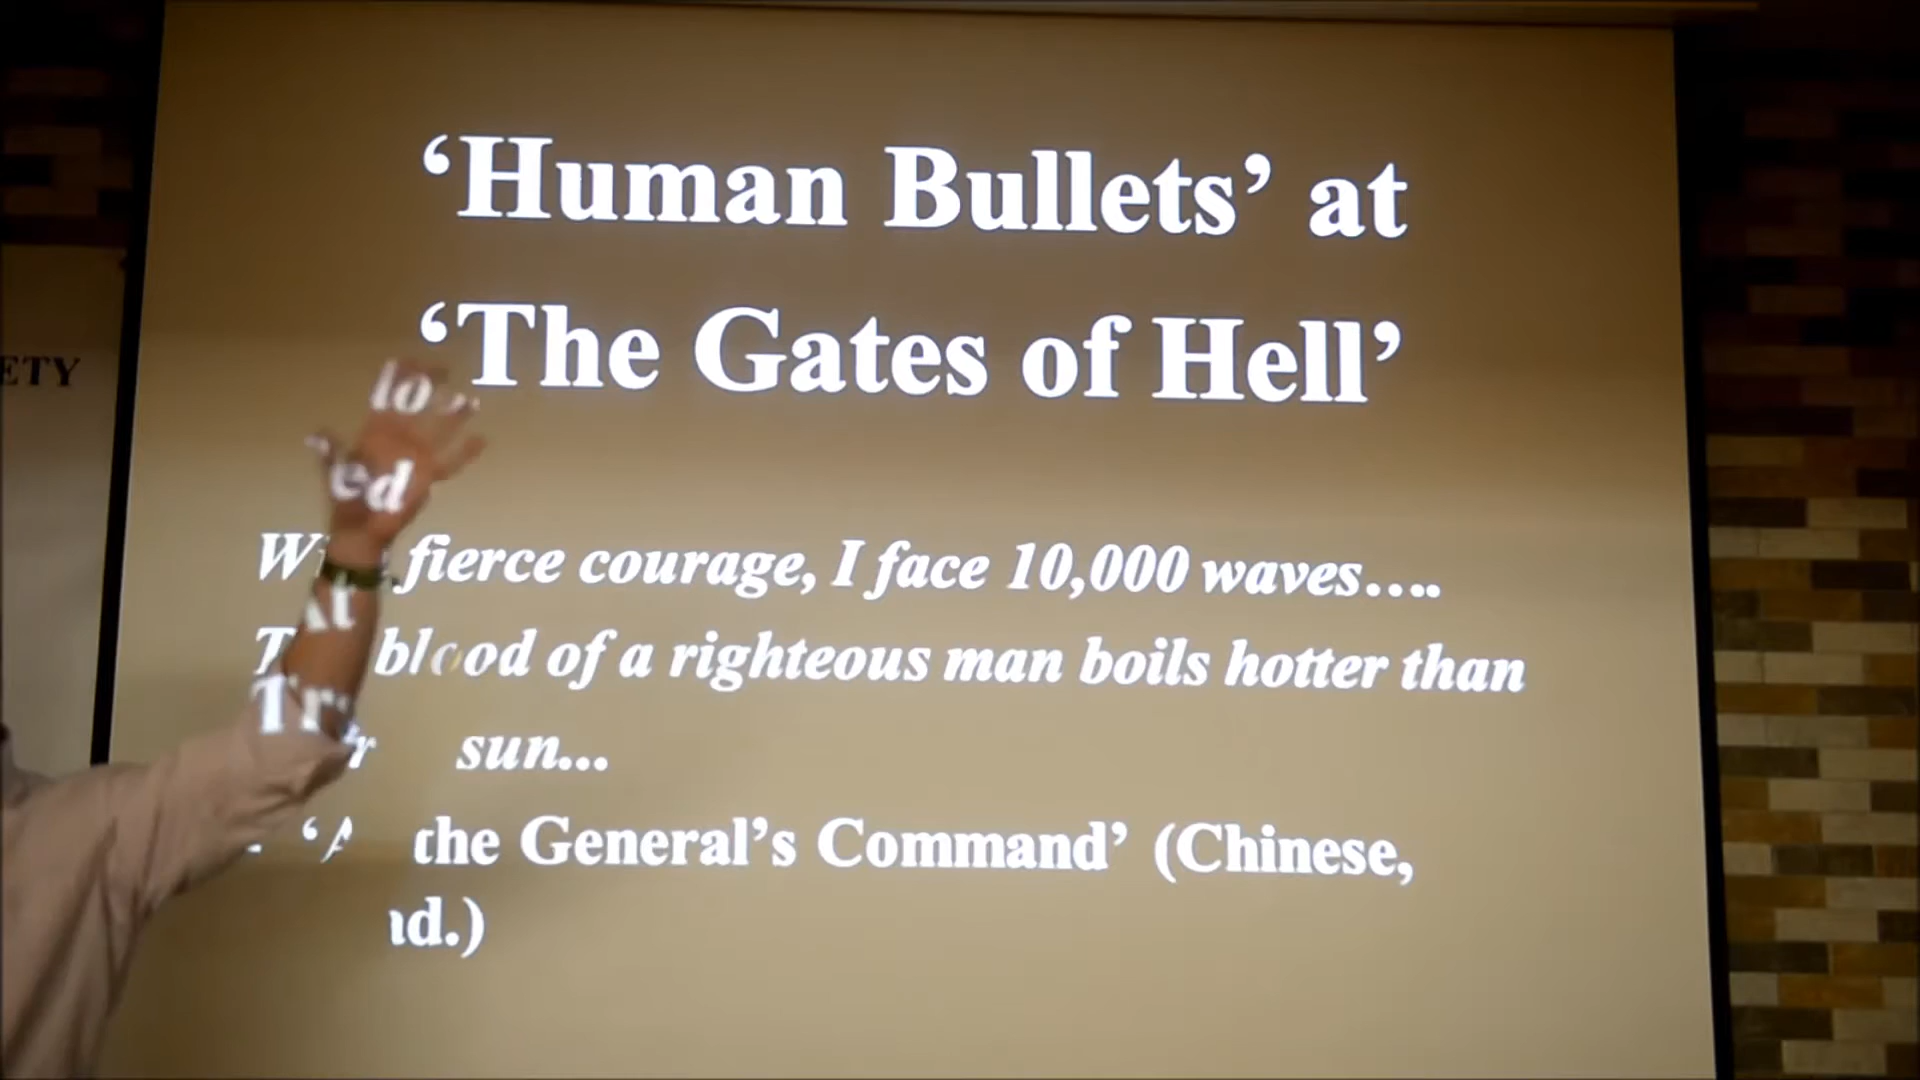 ‘Human Bullets’ at
‘The Gates of Hell’
fierce courage, I face 10,000 waves….
blood of a righteous man boils hotter than
sun...
the General’s Command’ (Chinese,